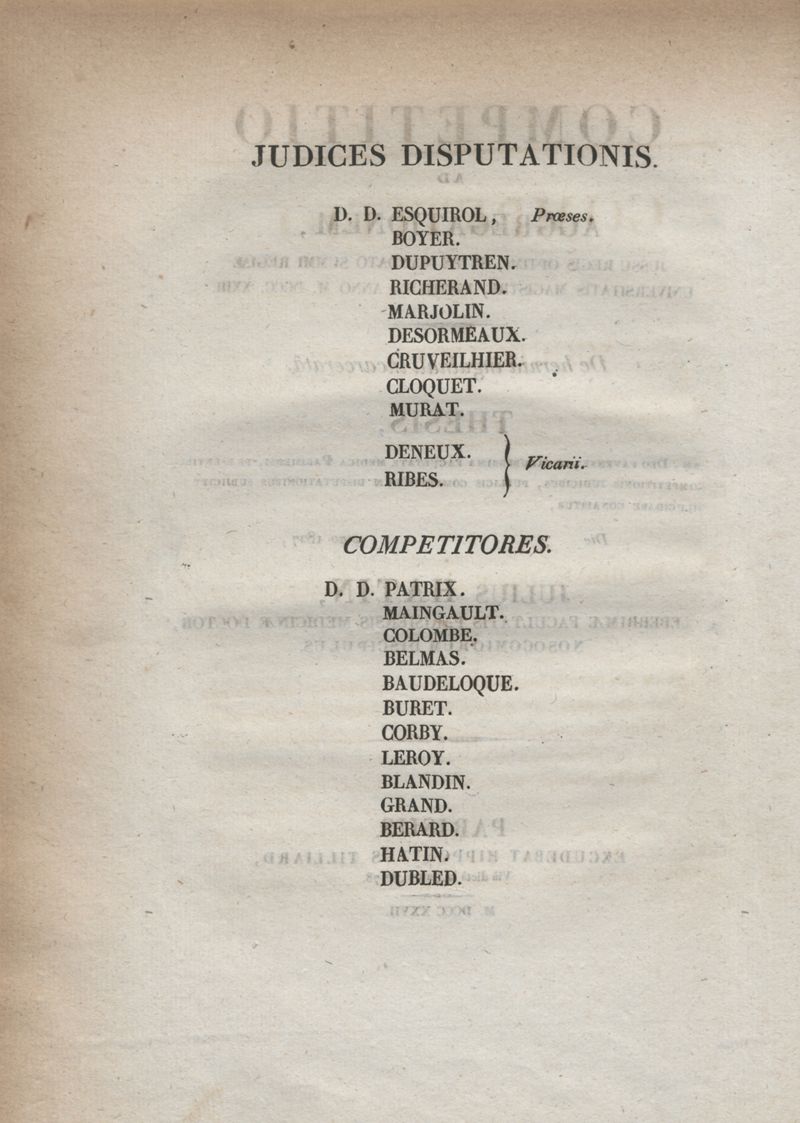 JUDICES DISPUTATIONIS.
D. D. ESQUIROL, Præses.
BOYER.
DUPUYTREN.
RICHERAND.
MARJOLIN.
DESORMEAUX.
CRUVEILHIER.
CLOQUET.
MURAT.
DENEUX.
RIBES.
} Vicarii.
COMPETITORES.
D. D. PATRIX.
MAINGAULT.
COLOMBE.
BELMAS.
BAUDELOQUE.
BURET.
CORBY.
LEROY.
BLANDIN.
GRAND.
BERARD.
HATIN.
DUBLED.